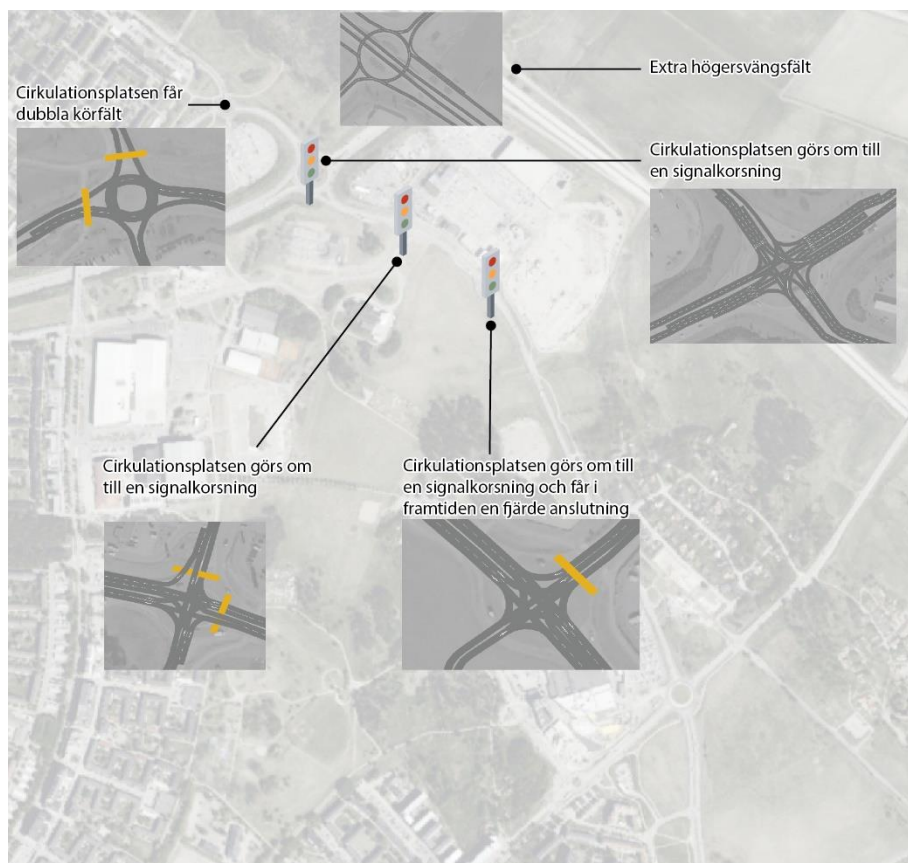 Extra högersvängsfält
Cirkulationsplatsen får
dubbla körfält
Cirkulationsplatsen görs om till
en signalkorsning
Cirkulationsplatsen görs om
till en signalkorsning
Cirkulationsplatsen görs om till
en signalkorsning och får i
framtiden en fjärde anslutning